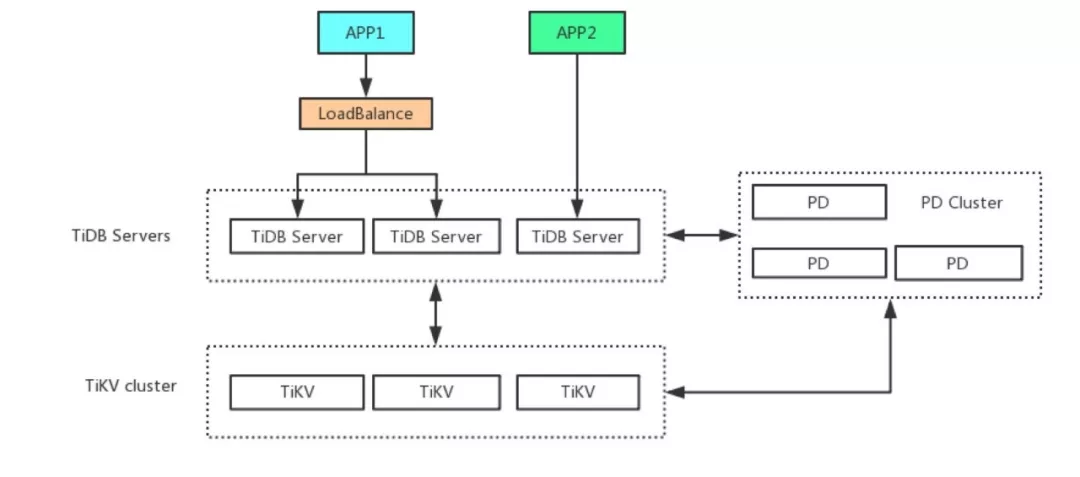 APP1
APP2
LoadBalance
TiDB Servers
TiDB Server
TiDB Server
TiDB Server
PD
PD Cluster
PD
PD
TiKV cluster
TiKV
TiKV
TiKV